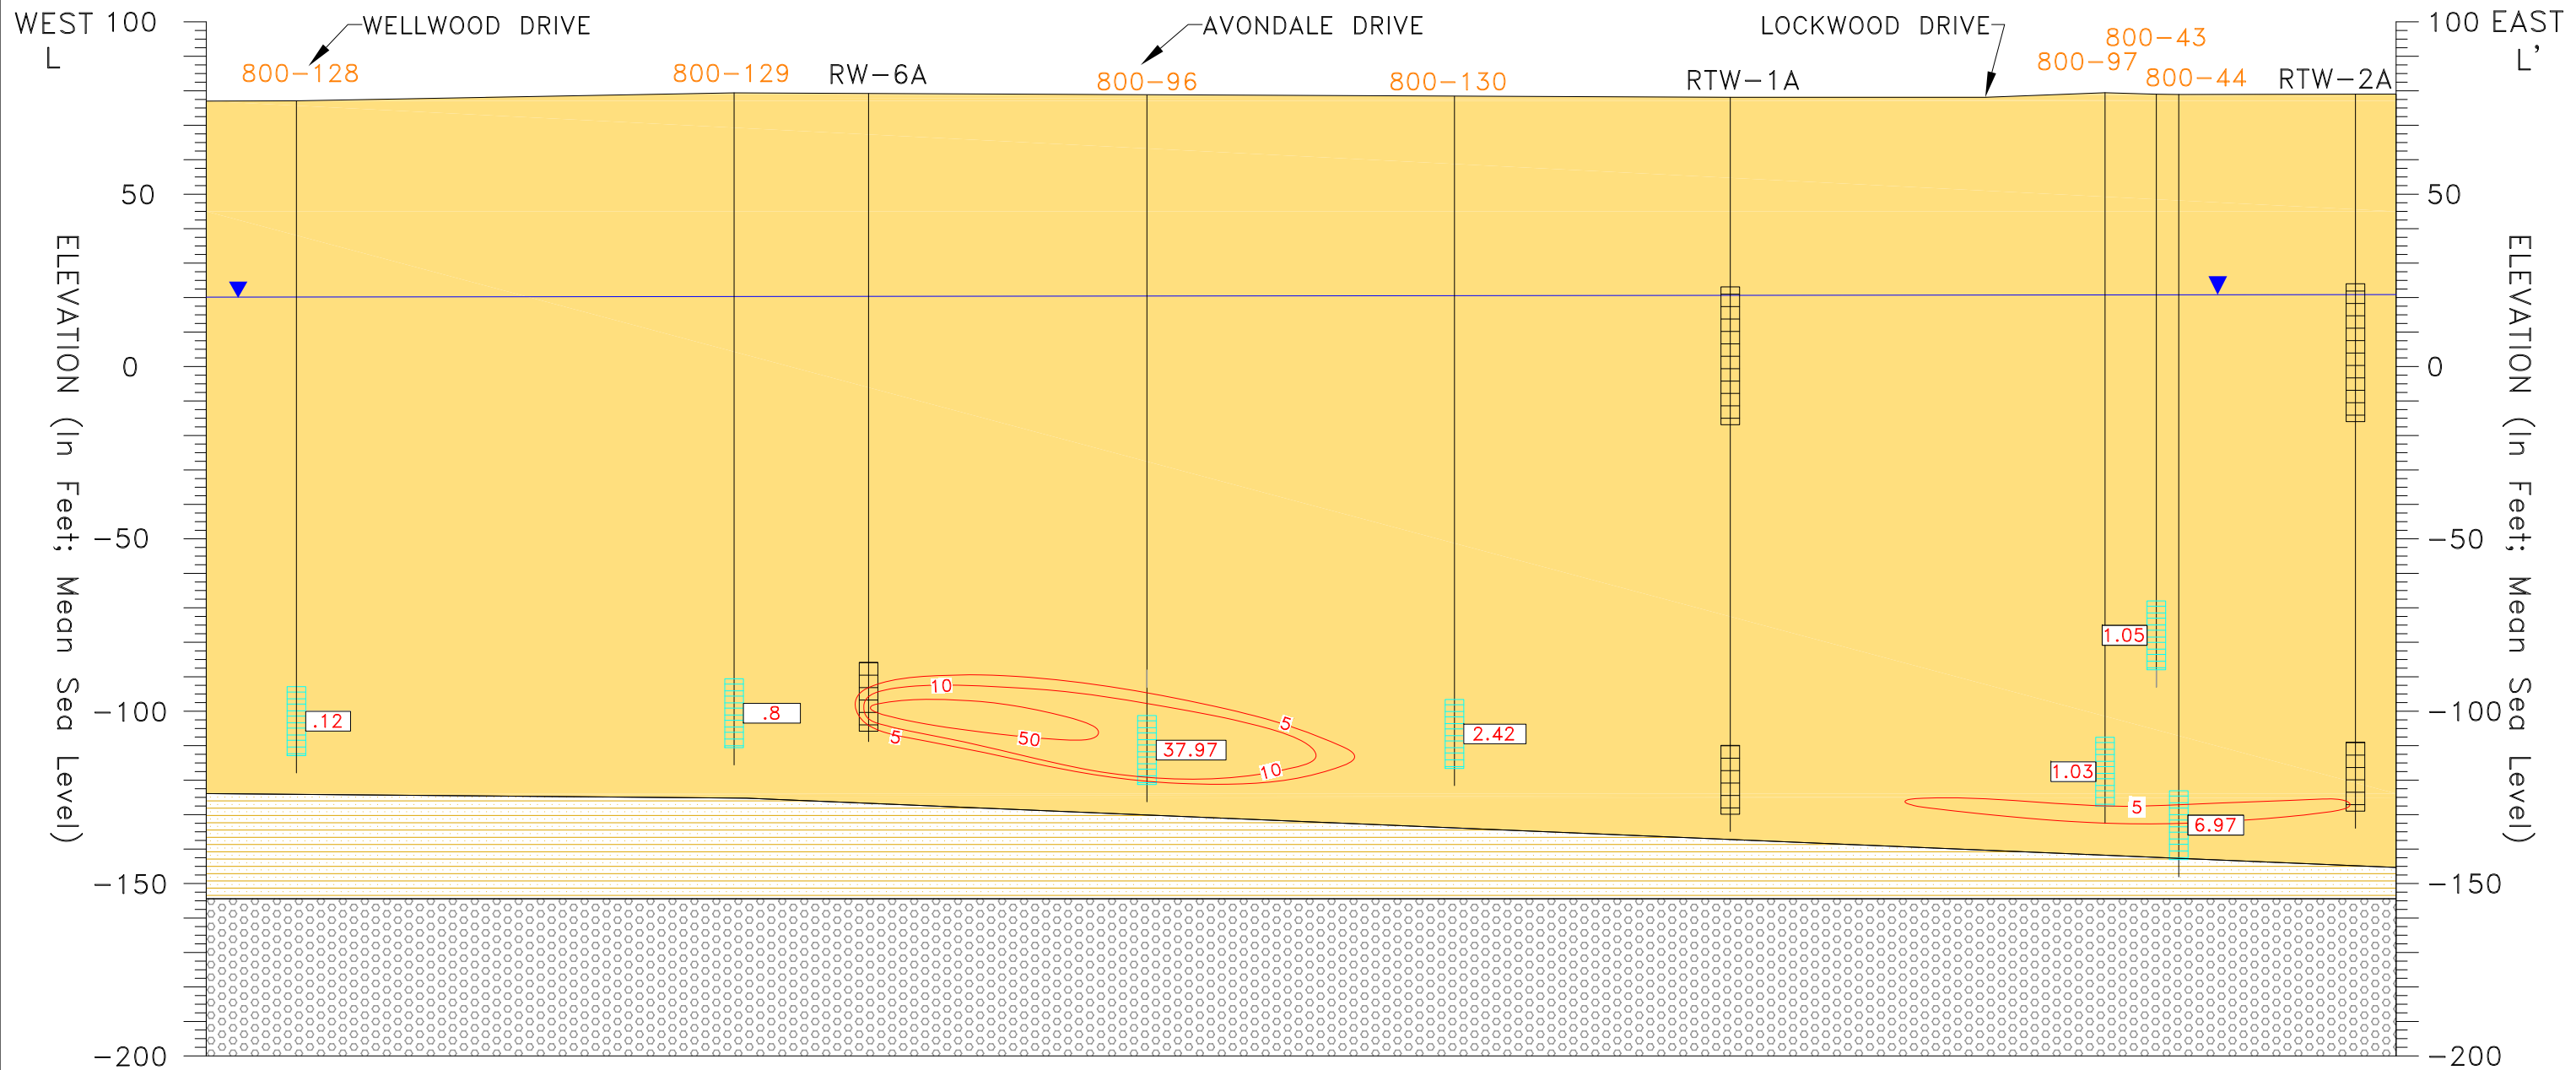 WEST 100
L
WELLWOOD DRIVE
AVONDALE DRIVE
LOCKWOOD DRIVE
100 EAST
L'
800-128
800-129
RW-6A
800-96
800-130
RTW-1A
800-97
800-43
800-44
RTW-2A
50
0
-50
-100
-150
-200
ELEVATION (In Feet; Mean Sea Level)
.12
.8
10
5
50
37.97
5
10
2.42
1.05
1.03
5
6.97
50
0
-50
-100
-150
-200
ELEVATION (In Feet; Mean Sea Level)